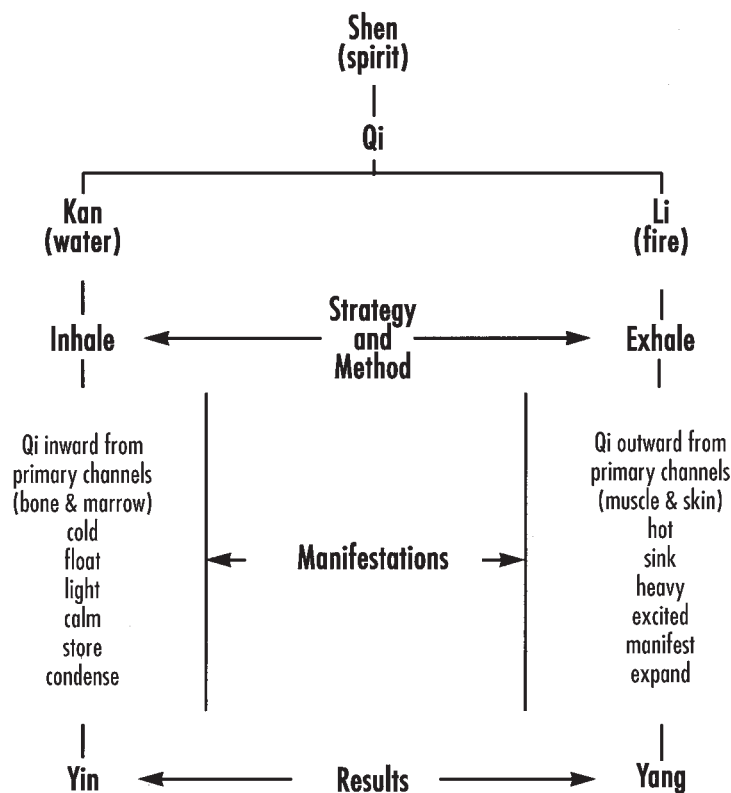 Shen
(spirit)
Qi
Kan
(water)
Li
(fire)
Inhale
Strategy
and
Method
Exhale
Qi inward from
primary channels
(bone & marrow)
cold
float
light
calm
store
condense
Manifestations
Qi outward from
primary channels
(muscle & skin)
hot
sink
heavy
excited
manifest
expand
Yin
Results
Yang